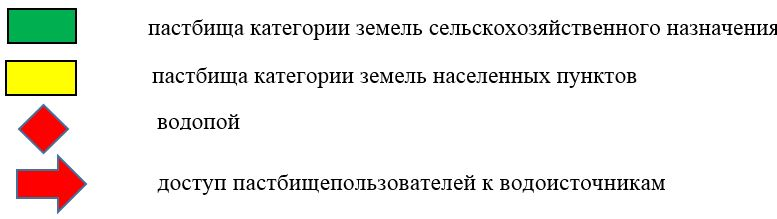 пастбища категории земель сельскохозяйственного назначения
пастбища категории земель населенных пунктов
водопой
доступ пастбищепользователей к водоисточникам